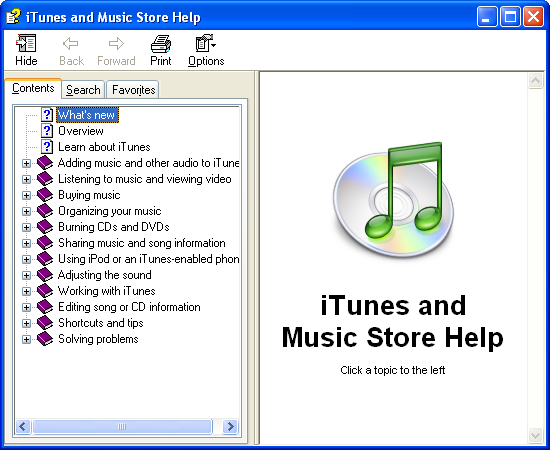 iTunes and Music Store Help
Hide
Back
Forward
Print
Options
Contents
Search
Favorites
What's new
Overview
Learn about iTunes
Adding music and other audio to iTune
Listening to music and viewing video
Buying music
Organizing your music
Burning CDs and DVDs
Sharing music and song information
Using iPod or an iTunes-enabled phon
Adjusting the sound
Working with iTunes
Editing song or CD information
Shortcuts and tips
Solving problems
iTunes and
Music Store Help
Click a topic to the left